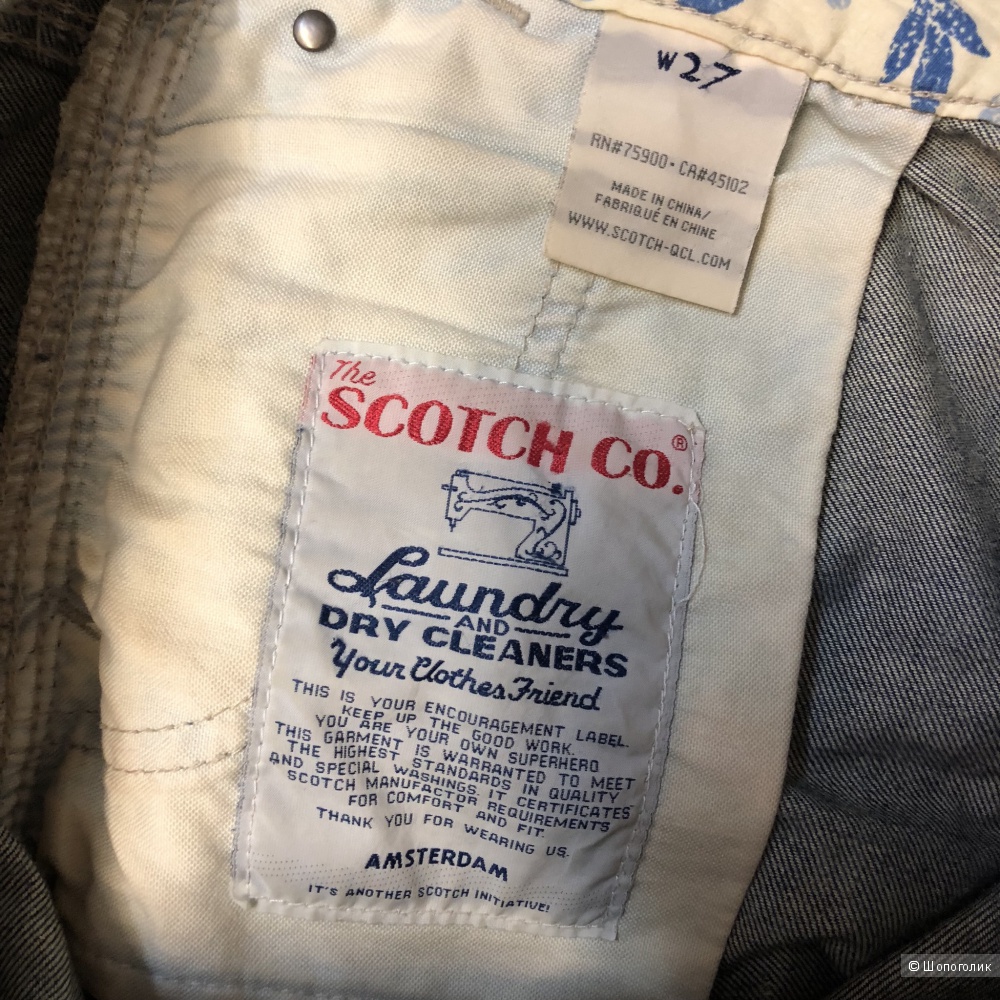 W27
RN#75900 • CA#45102
MADE IN CHINA/
FABRIQUÉ EN CHINE
WWW.SCOTCH-QCL.COM
The
SCOTCH CO.®
Laundry
AND
DRY CLEANERS
Your Clothes Friend
THIS IS YOUR ENCOURAGEMENT LABEL.
KEEP UP THE GOOD WORK.
YOU ARE YOUR OWN SUPERHERO
THIS GARMENT IS WARRANTED TO MEET
THE HIGHEST STANDARDS IN QUALITY
AND SPECIAL WASHINGS. IT CERTIFICATES
SCOTCH MANUFACTOR REQUIREMENTS
FOR COMFORT AND FIT.
THANK YOU FOR WEARING US.
AMSTERDAM
IT'S ANOTHER SCOTCH INITIATIVE!
© Шопоголик